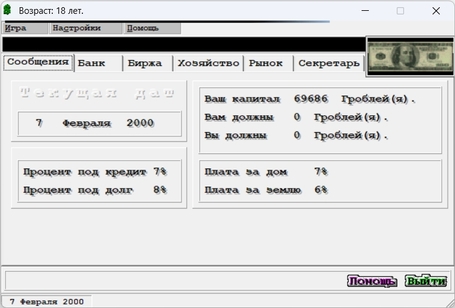 Возраст: 18 лет.
Игра Настройки Помощь
Сообщения Банк Биржа Хозяйство Рынок Секретарь
Текущая дат
7 Февраля 2000
Ваш капитал 69686 Гроблей(я).
Вам должны 0 Гроблей(я).
Вы должны 0 Гроблей(я).
Процент под кредит 7%
Процент под долг 8%
Плата за дом 7%
Плата за землю 6%
Помощь Выйти
7 Февраля 2000